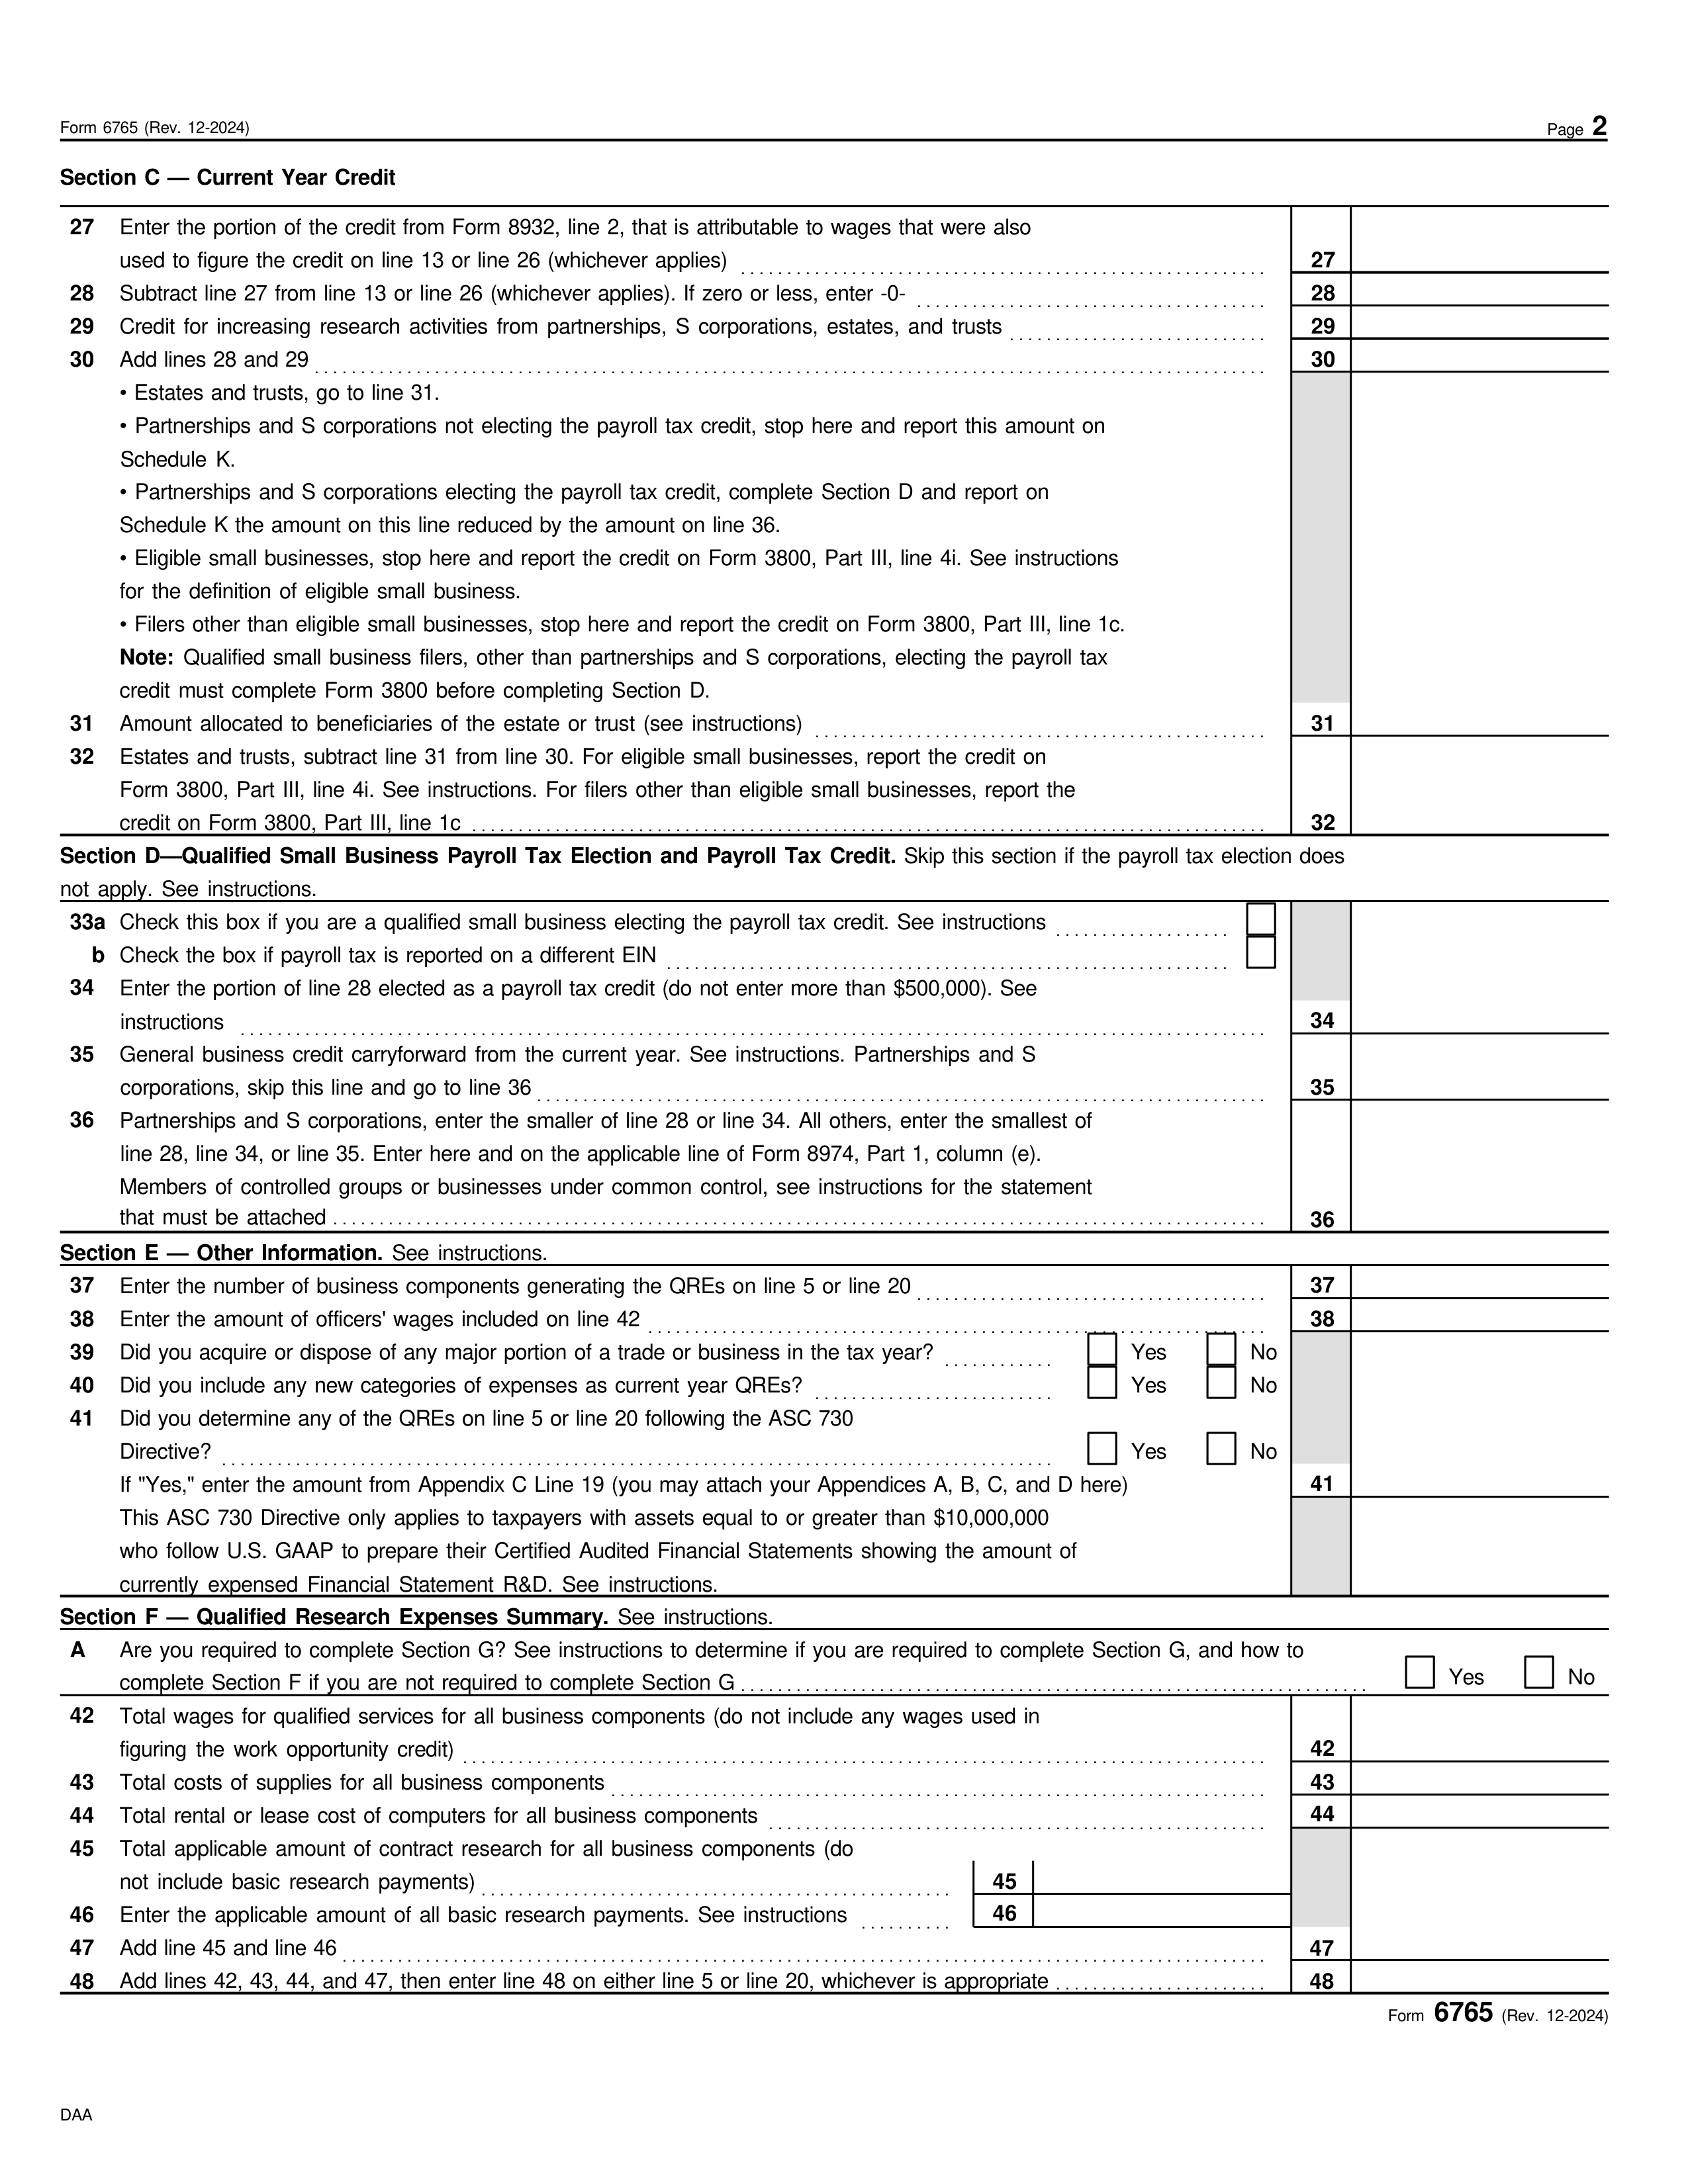 Form 6765 (Rev. 12-2024) Page 2
Section C — Current Year Credit
27 Enter the portion of the credit from Form 8932, line 2, that is attributable to wages that were also
used to figure the credit on line 13 or line 26 (whichever applies) 27
28 Subtract line 27 from line 13 or line 26 (whichever applies). If zero or less, enter -0- 28
29 Credit for increasing research activities from partnerships, S corporations, estates, and trusts 29
30 Add lines 28 and 29 30
• Estates and trusts, go to line 31.
• Partnerships and S corporations not electing the payroll tax credit, stop here and report this amount on
Schedule K.
• Partnerships and S corporations electing the payroll tax credit, complete Section D and report on
Schedule K the amount on this line reduced by the amount on line 36.
• Eligible small businesses, stop here and report the credit on Form 3800, Part III, line 4i. See instructions
for the definition of eligible small business.
• Filers other than eligible small businesses, stop here and report the credit on Form 3800, Part III, line 1c.
Note: Qualified small business filers, other than partnerships and S corporations, electing the payroll tax
credit must complete Form 3800 before completing Section D.
31 Amount allocated to beneficiaries of the estate or trust (see instructions) 31
32 Estates and trusts, subtract line 31 from line 30. For eligible small businesses, report the credit on
Form 3800, Part III, line 4i. See instructions. For filers other than eligible small businesses, report the
credit on Form 3800, Part III, line 1c 32
Section D—Qualified Small Business Payroll Tax Election and Payroll Tax Credit. Skip this section if the payroll tax election does
not apply. See instructions.
33a Check this box if you are a qualified small business electing the payroll tax credit. See instructions
b Check the box if payroll tax is reported on a different EIN
34 Enter the portion of line 28 elected as a payroll tax credit (do not enter more than $500,000). See
instructions 34
35 General business credit carryforward from the current year. See instructions. Partnerships and S
corporations, skip this line and go to line 36 35
36 Partnerships and S corporations, enter the smaller of line 28 or line 34. All others, enter the smallest of
line 28, line 34, or line 35. Enter here and on the applicable line of Form 8974, Part 1, column (e).
Members of controlled groups or businesses under common control, see instructions for the statement
that must be attached 36
Section E — Other Information. See instructions.
37 Enter the number of business components generating the QREs on line 5 or line 20 37
38 Enter the amount of officers' wages included on line 42 38
39 Did you acquire or dispose of any major portion of a trade or business in the tax year? Yes No
40 Did you include any new categories of expenses as current year QREs? Yes No
41 Did you determine any of the QREs on line 5 or line 20 following the ASC 730
Directive? Yes No
If "Yes," enter the amount from Appendix C Line 19 (you may attach your Appendices A, B, C, and D here) 41
This ASC 730 Directive only applies to taxpayers with assets equal to or greater than $10,000,000
who follow U.S. GAAP to prepare their Certified Audited Financial Statements showing the amount of
currently expensed Financial Statement R&D. See instructions.
Section F — Qualified Research Expenses Summary. See instructions.
A Are you required to complete Section G? See instructions to determine if you are required to complete Section G, and how to
complete Section F if you are not required to complete Section G Yes No
42 Total wages for qualified services for all business components (do not include any wages used in
figuring the work opportunity credit) 42
43 Total costs of supplies for all business components 43
44 Total rental or lease cost of computers for all business components 44
45 Total applicable amount of contract research for all business components (do
not include basic research payments) 45
46 Enter the applicable amount of all basic research payments. See instructions 46
47 Add line 45 and line 46 47
48 Add lines 42, 43, 44, and 47, then enter line 48 on either line 5 or line 20, whichever is appropriate 48
Form 6765 (Rev. 12-2024)
DAA